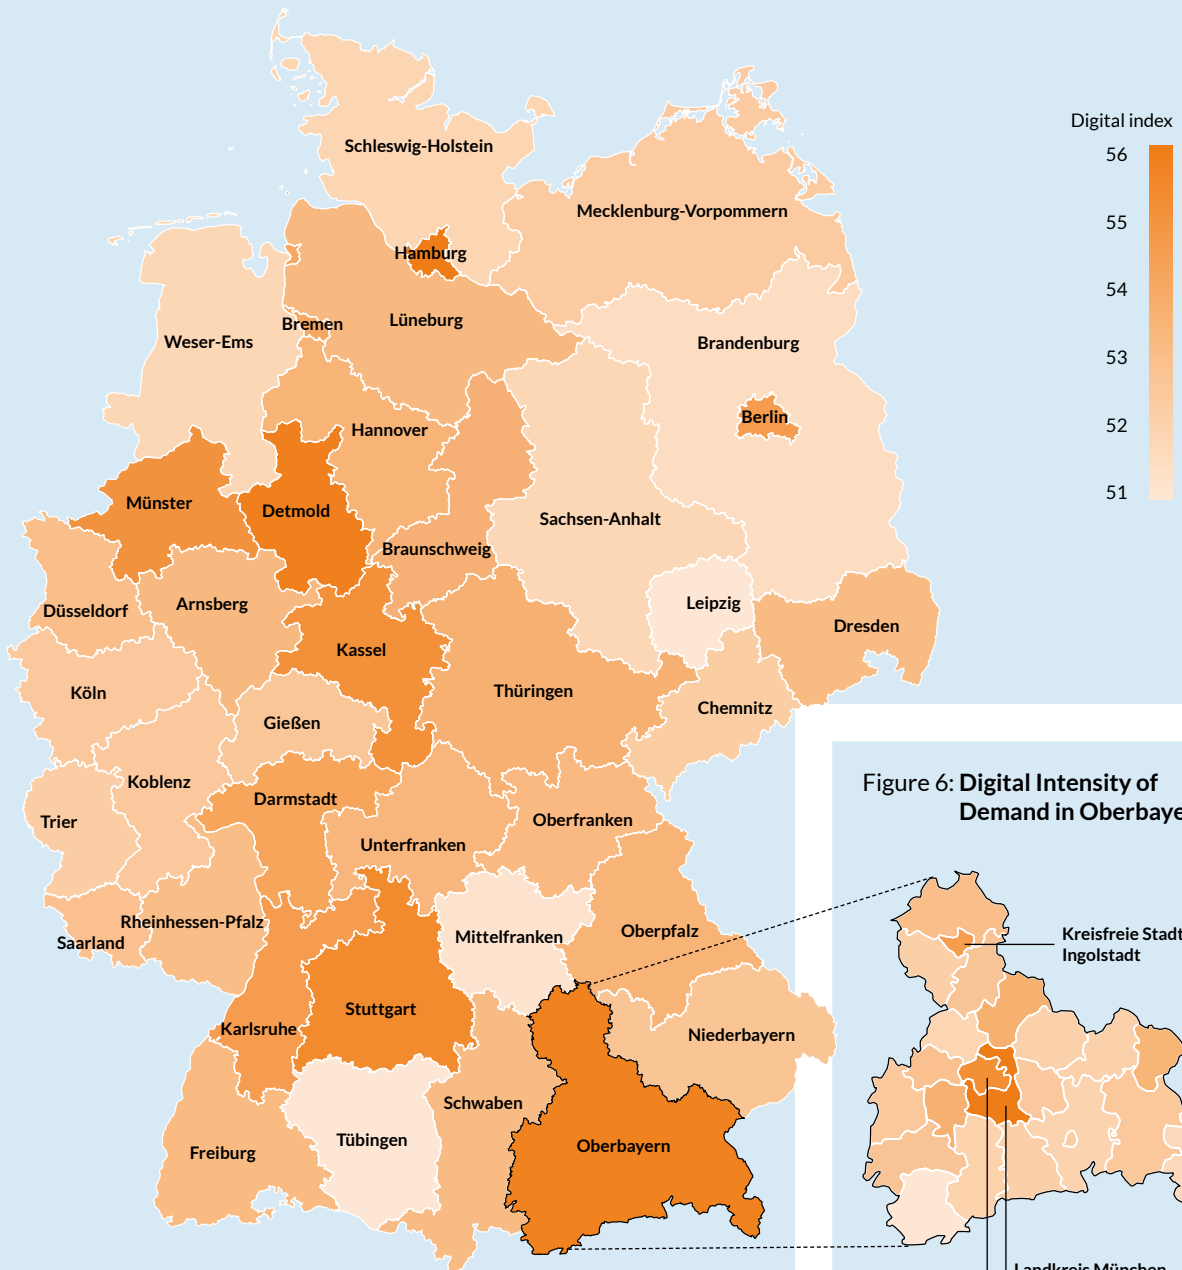 Digital index
56
55
54
53
52
51
Schleswig-Holstein
Mecklenburg-Vorpommern
Hamburg
Bremen
Lüneburg
Weser-Ems
Brandenburg
Berlin
Hannover
Münster
Detmold
Sachsen-Anhalt
Braunschweig
Düsseldorf
Arnsberg
Leipzig
Dresden
Kassel
Köln
Thüringen
Gießen
Chemnitz
Koblenz
Darmstadt
Trier
Oberfranken
Unterfranken
Rheinhessen-Pfalz
Saarland
Mittelfranken
Oberpfalz
Stuttgart
Karlsruhe
Niederbayern
Schwaben
Tübingen
Freiburg
Oberbayern
Figure 6: Digital Intensity of
Demand in Oberbaye
Kreisfreie Stadt
Ingolstadt
Landkreis München